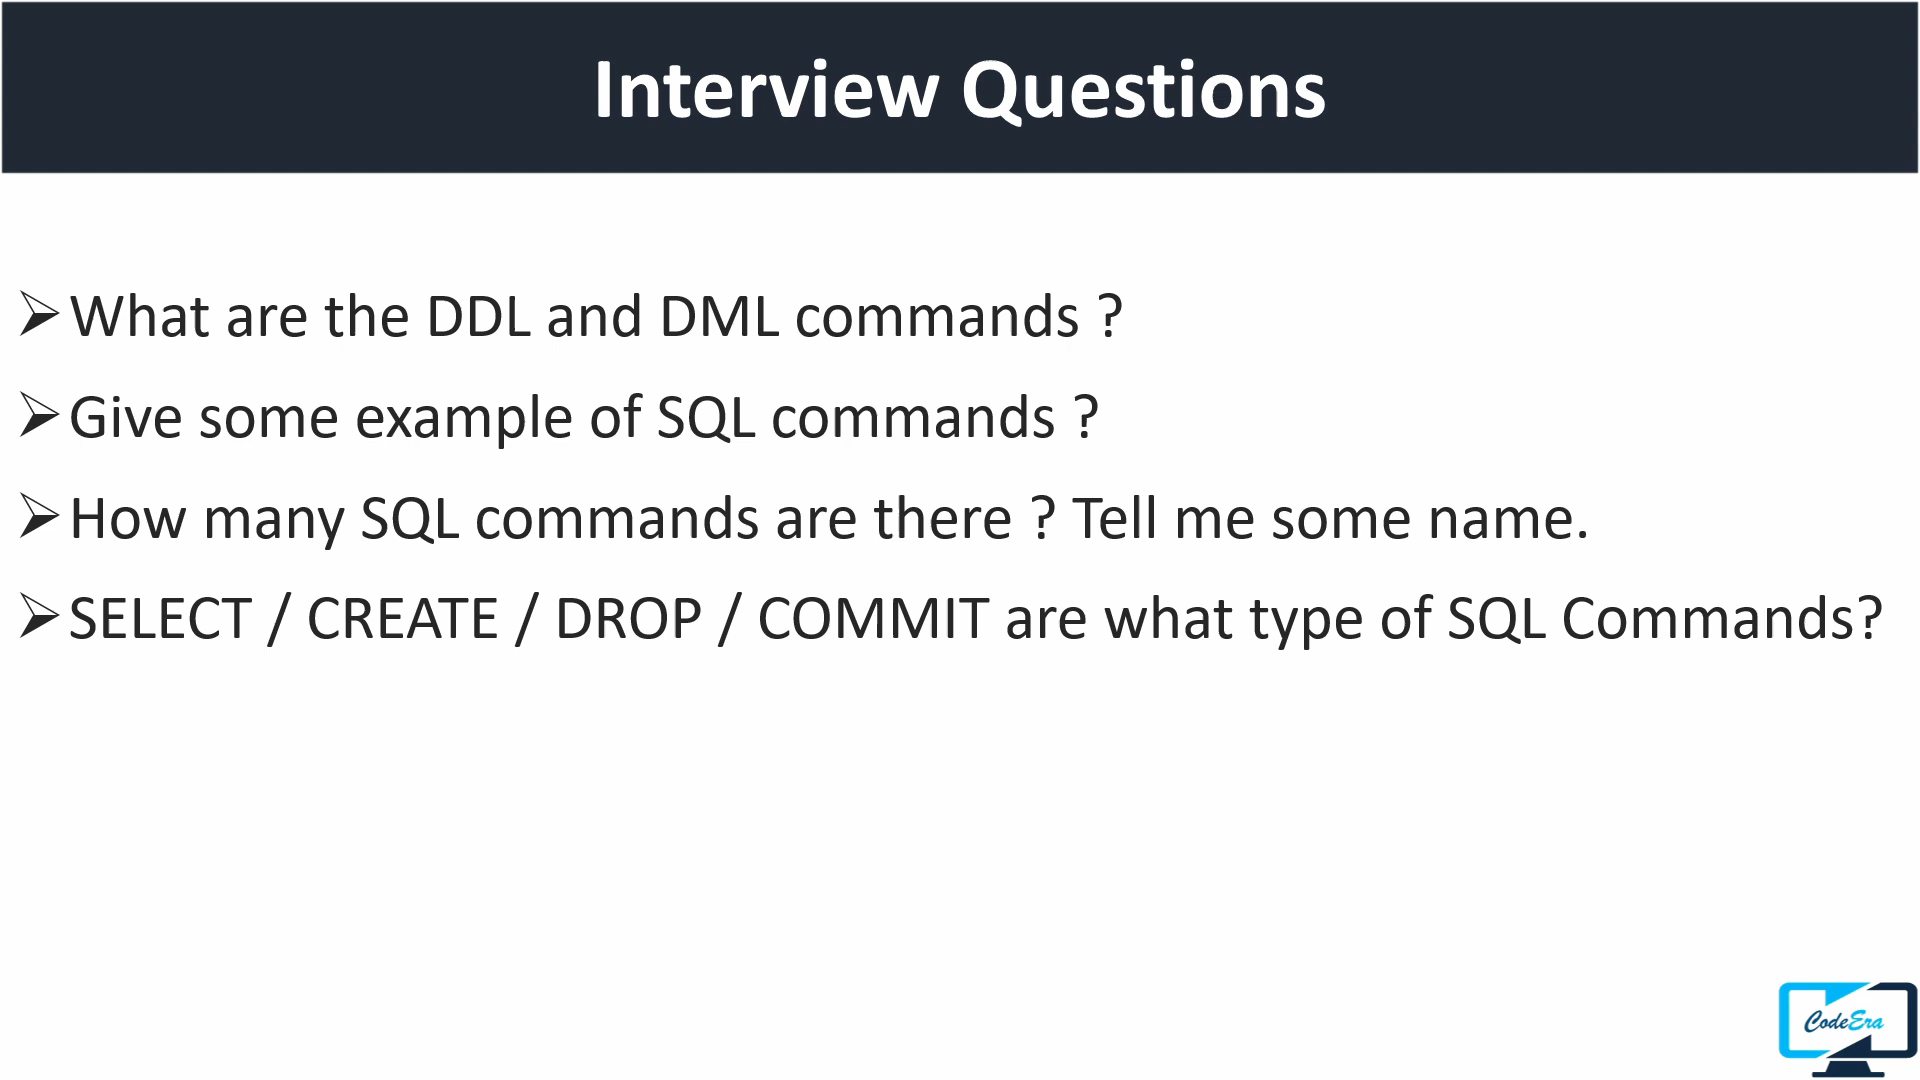 Interview Questions
What are the DDL and DML commands ?
Give some example of SQL commands ?
How many SQL commands are there ? Tell me some name.
SELECT / CREATE / DROP / COMMIT are what type of SQL Commands?
CodeEra